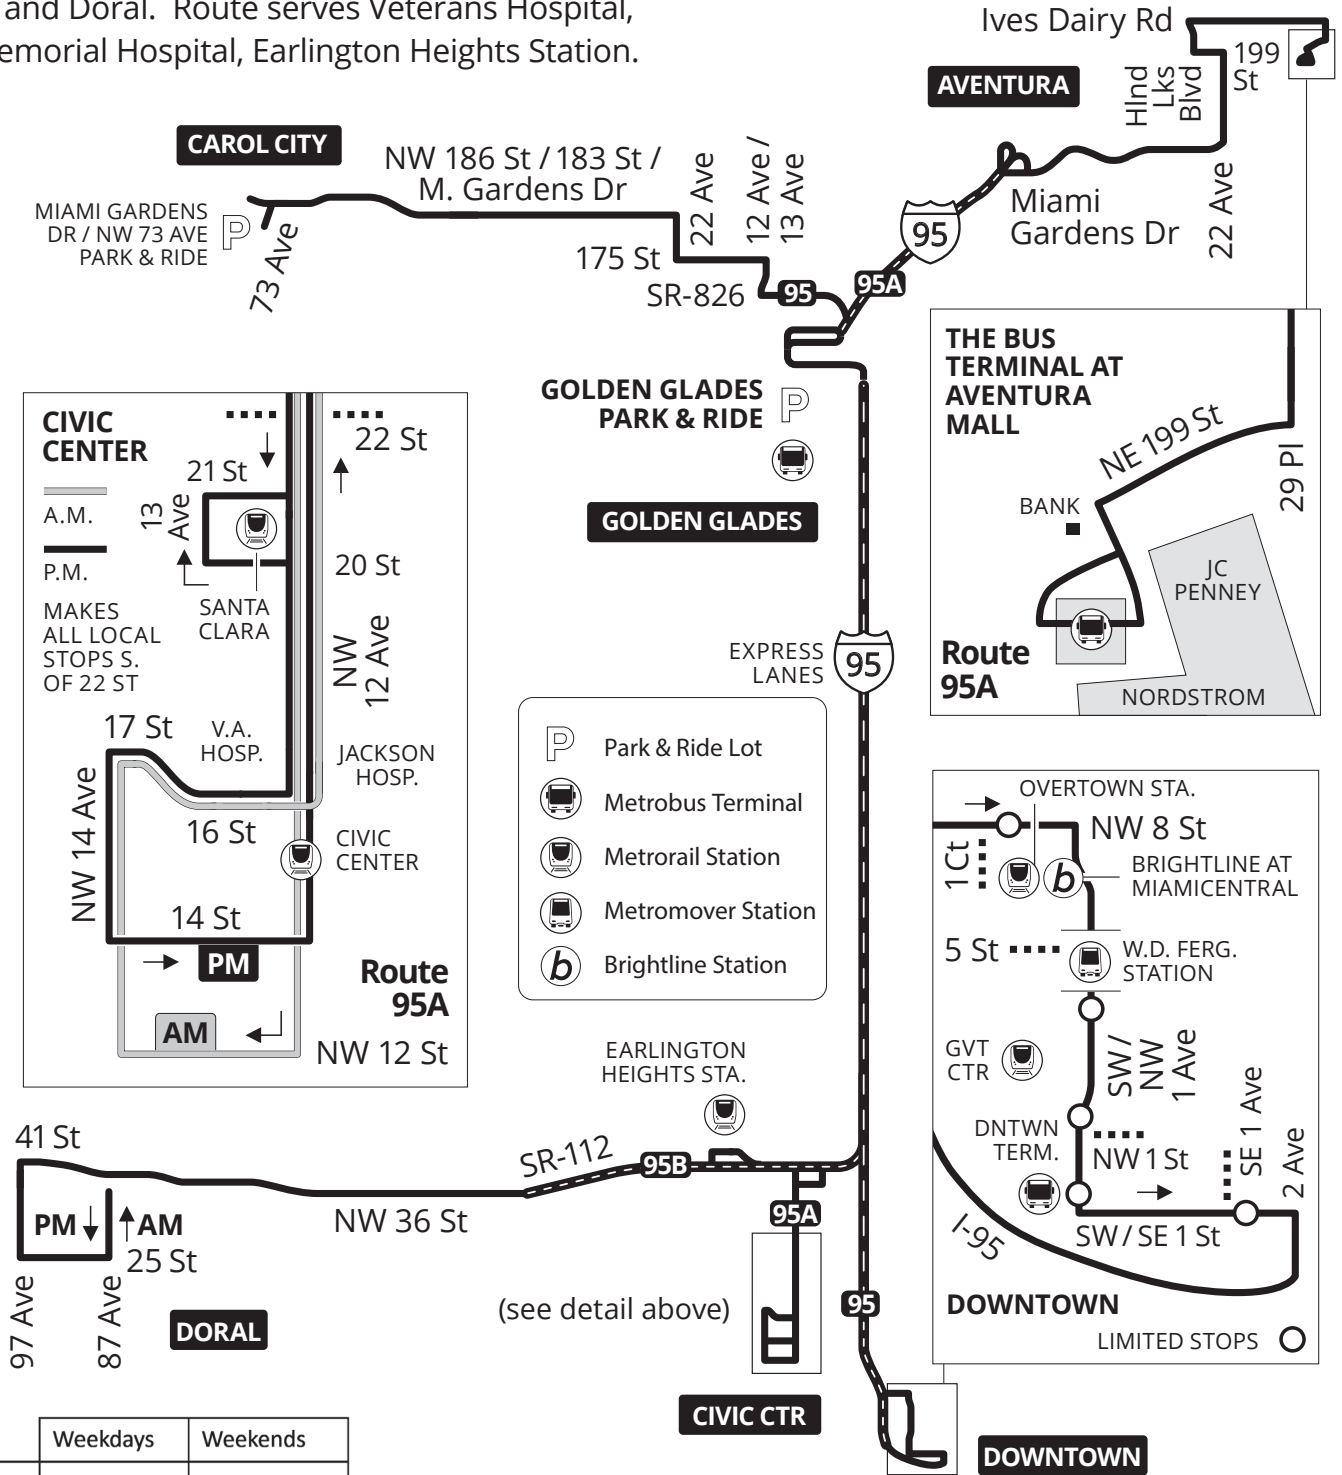 and Doral. Route serves Veterans Hospital,
emorial Hospital, Earlington Heights Station.
Ives Dairy Rd
199
St
Hlnd
Lks
Blvd
AVENTURA
CAROL CITY
NW 186 St / 183 St /
M. Gardens Dr
22 Ave
12 Ave /
13 Ave
MIAMI GARDENS
DR / NW 73 AVE
PARK & RIDE
P
73 Ave
175 St
SR-826
95
95A
95
Miami
Gardens Dr
22 Ave
GOLDEN GLADES
PARK & RIDE
P
GOLDEN GLADES
THE BUS
TERMINAL AT
AVENTURA
MALL
NE 199 St
29 Pl
BANK
JC
PENNEY
NORDSTROM
Route
95A
CIVIC
CENTER
A.M.
P.M.
MAKES
ALL LOCAL
STOPS S.
OF 22 ST
22 St
21 St
13
Ave
20 St
SANTA
CLARA
NW
12 Ave
17 St
V.A.
HOSP.
JACKSON
HOSP.
NW 14 Ave
16 St
CIVIC
CENTER
14 St
PM
Route
95A
AM
NW 12 St
EXPRESS
LANES
95
P
Park & Ride Lot
Metrobus Terminal
Metrorail Station
Metromover Station
b
Brightline Station
OVERTOWN STA.
NW 8 St
1 Ct
b
BRIGHTLINE AT
MIAMICENTRAL
5 St
W.D. FERG.
STATION
GVT
CTR
SW /
NW
1 Ave
DNTWN
TERM.
NW 1 St
SE 1 Ave
2 Ave
SW / SE 1 St
I-95
DOWNTOWN
LIMITED STOPS
EARLINGTON
HEIGHTS STA.
41 St
SR-112
95B
NW 36 St
95A
PM
AM
25 St
97 Ave
87 Ave
DORAL
(see detail above)
95
CIVIC CTR
DOWNTOWN
Weekdays
Weekends